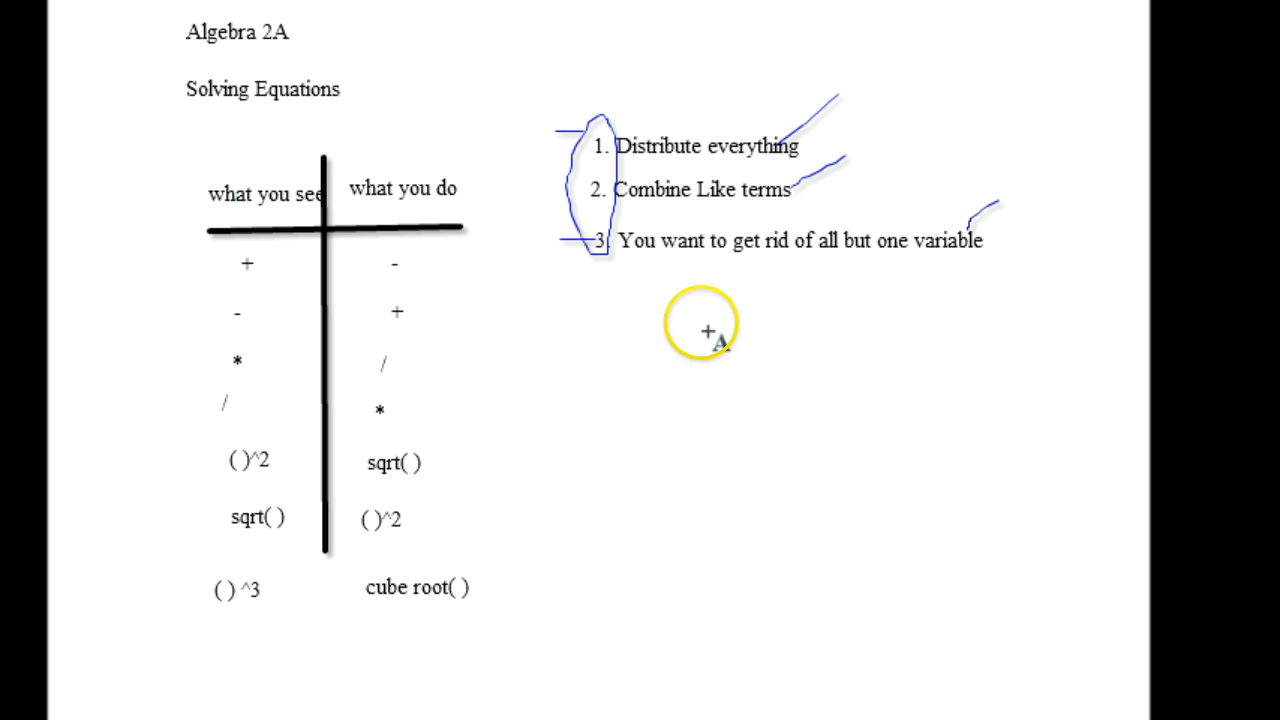 Algebra 2A
Solving Equations
what you see what you do
+ -
- +
* /
/ *
( )^2 sqrt( )
sqrt( ) ( )^2
( ) ^3 cube root( )
1. Distribute everything
2. Combine Like terms
3. You want to get rid of all but one variable
A